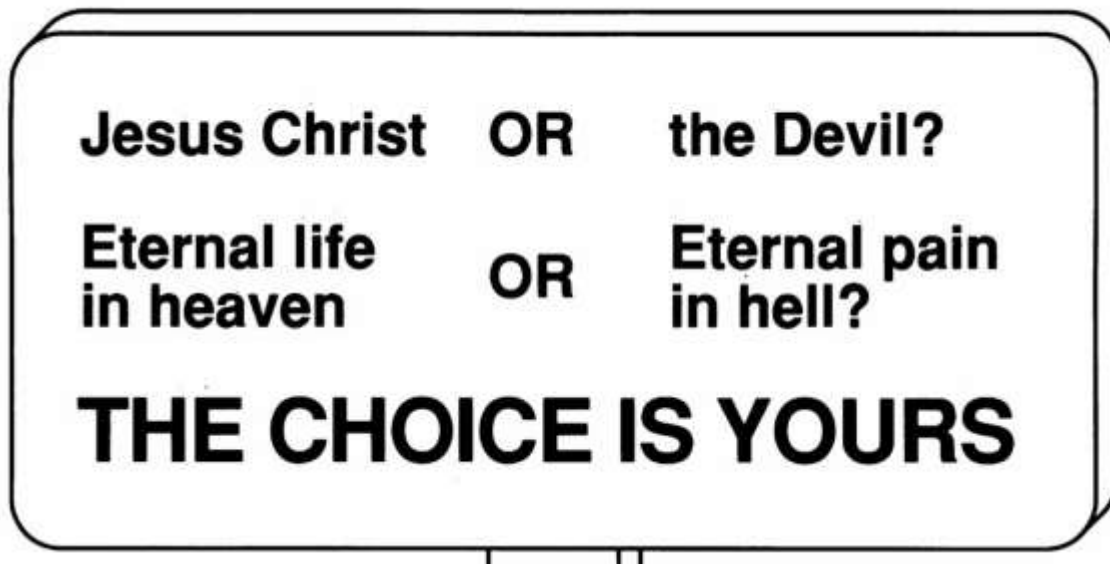 Jesus Christ OR the Devil?
Eternal life in heaven OR Eternal pain in hell?
THE CHOICE IS YOURS